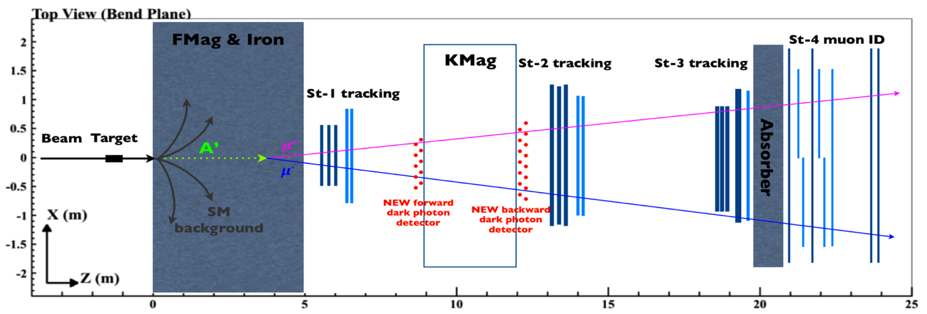 Top View (Bend Plane)
FMag & Iron
KMag
St-4 muon ID
St-1 tracking
St-2 tracking
St-3 tracking
Beam Target
A'
μ+
μ-
SM
background
NEW forward
dark photon
detector
NEW backward
dark photon
detector
Absorber
X (m)
Z (m)
2
1.5
1
0.5
0
-0.5
-1
-1.5
-2
0
5
10
15
20
25